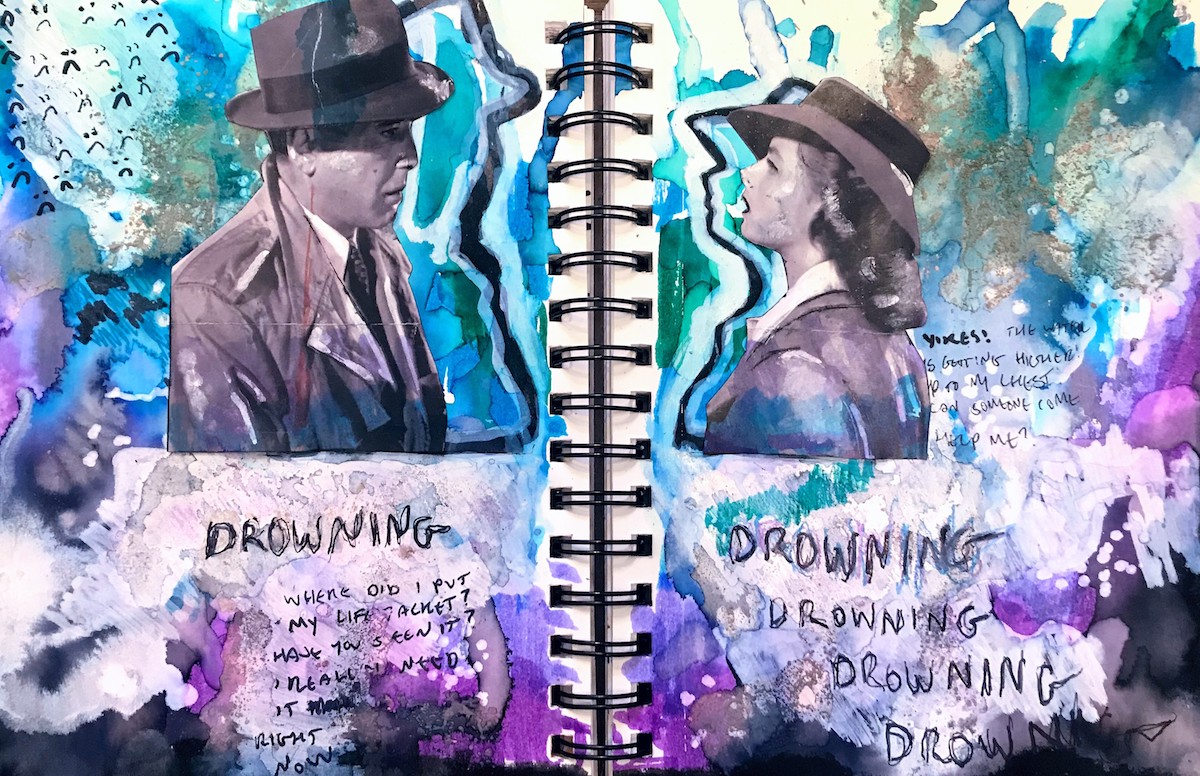 DROWNING
WHERE DID I PUT
MY LIFE JACKET?
HAVE YOU SEEN IT?
I REALLY NEED
IT
RIGHT
NOW
YIKES! THE WATER
IS GETTING HIGHER!
UP TO MY CHEST
CAN SOMEONE COME
HELP ME?
DROWNING
DROWNING
DROWNING
DROWN